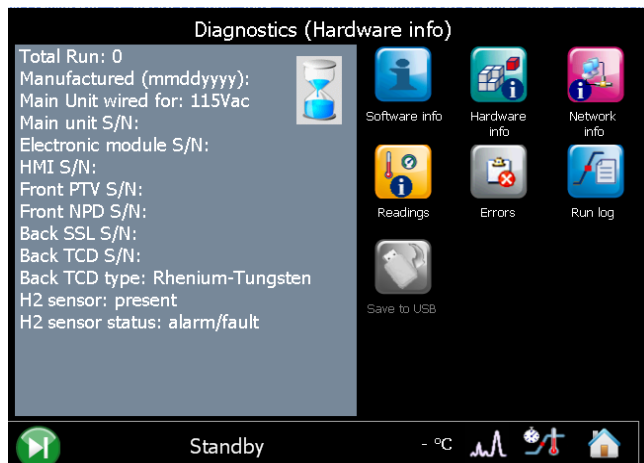 Diagnostics (Hardware info)
Total Run: 0
Manufactured (mmddyyyy):
Main Unit wired for: 115Vac
Main unit S/N:
Electronic module S/N:
HMI S/N:
Front PTV S/N:
Front NPD S/N:
Back SSL S/N:
Back TCD S/N:
Back TCD type: Rhenium-Tungsten
H2 sensor: present
H2 sensor status: alarm/fault
Software info
Hardware
info
Network
info
Readings
Errors
Run log
Save to USB
Standby
- °C